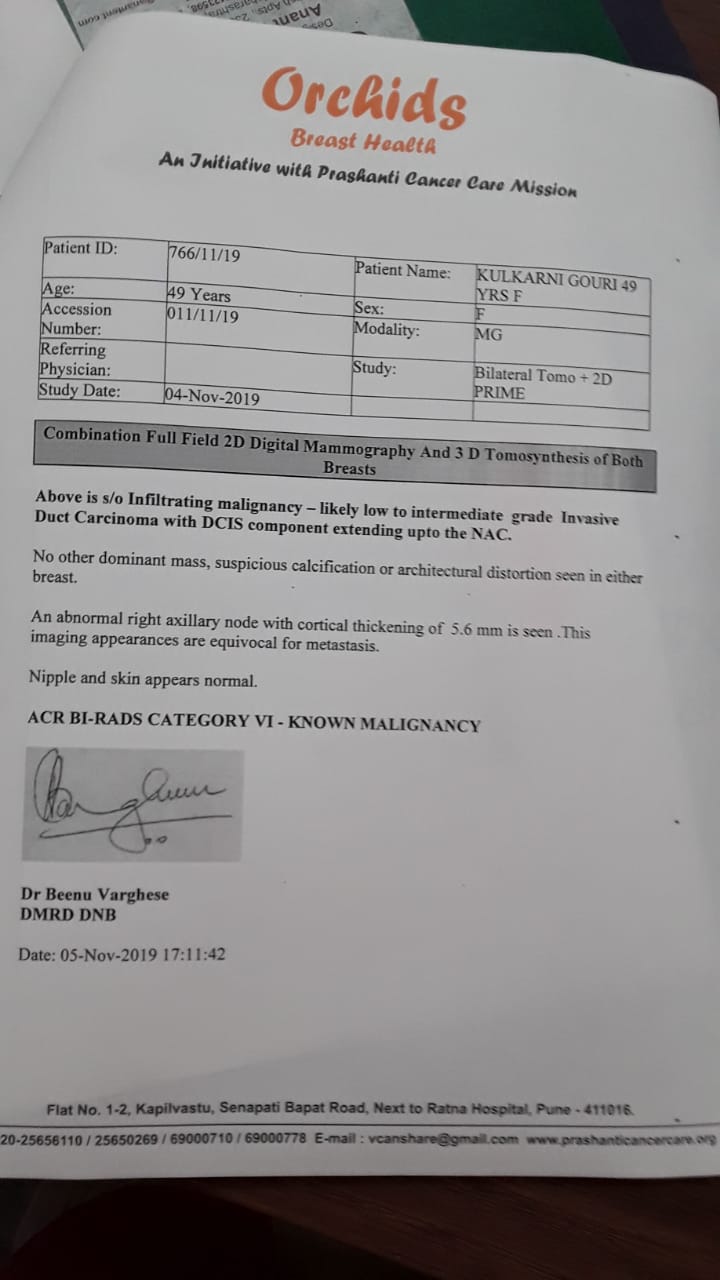 Anant
Orchids
Breast Health
An Initiative with Prashanti Cancer Care Mission
Patient ID: 766/11/19 Patient Name: KULKARNI GOURI 49
YRS F
Age: 49 Years Sex: F
Accession
Number: 011/11/19 Modality: MG
Referring
Physician: Study: Bilateral Tomo + 2D
PRIME
Study Date: 04-Nov-2019
Combination Full Field 2D Digital Mammography And 3 D Tomosynthesis of Both
Breasts
Above is s/o Infiltrating malignancy – likely low to intermediate grade Invasive
Duct Carcinoma with DCIS component extending upto the NAC.
No other dominant mass, suspicious calcification or architectural distortion seen in either
breast.
An abnormal right axillary node with cortical thickening of 5.6 mm is seen .This
imaging appearances are equivocal for metastasis.
Nipple and skin appears normal.
ACR BI-RADS CATEGORY VI - KNOWN MALIGNANCY
Dr Beenu Varghese
DMRD DNB
Date: 05-Nov-2019 17:11:42
Flat No. 1-2, Kapilvastu, Senapati Bapat Road, Next to Ratna Hospital, Pune - 411016.
20-25656110 / 25650269 / 69000710 / 69000778 E-mail : vcanshare@gmail.com www.prashanticancercare.org